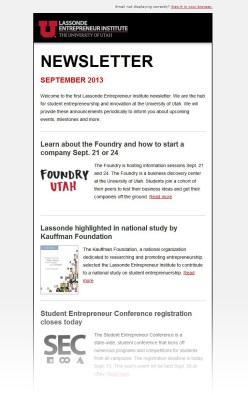 Email not displaying correctly? View it in your browser.
LASSONDE
ENTREPRENEUR INSTITUTE
THE UNIVERSITY OF UTAH
NEWSLETTER
SEPTEMBER 2013
Welcome to the first Lassonde Entrepreneur Institute newsletter. We are the hub
for student entrepreneurship and innovation at the University of Utah. We will
provide these announcements periodically to inform you about upcoming
events, milestones and more.
Learn about the Foundry and how to start a
company Sept. 21 or 24
FOUNDRY
UTAH
The Foundry is hosting information sessions Sept. 21
and 24. The Foundry is a business discovery center
at the University of Utah. Students join a cohort of
their peers to test their business ideas and get their
companies off the ground. Read more
Lassonde highlighted in national study by
Kauffman Foundation
The Kauffman Foundation, a national organization
dedicated to researching and promoting entrepreneurship,
selected the Lassonde Entrepreneur Institute to contribute
to a national study on student entrepreneurship. Read
more
Student Entrepreneur Conference registration
closes today
SEC
The Student Entrepreneur Conference is a
state-wide, student conference that kicks off
numerous programs and competitions for students
from all campuses. The registration deadline is today,
Sept. 13. This year's event will be held Sept. 28 at
Read more